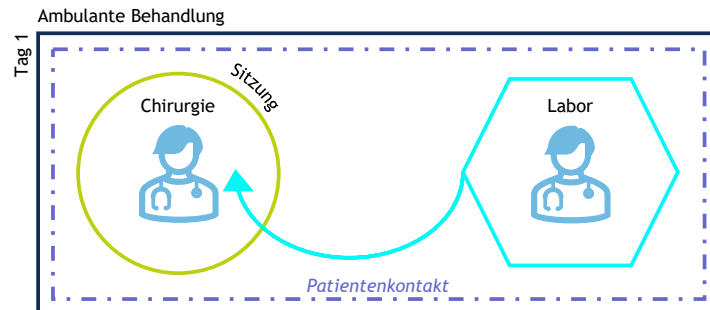 Ambulante Behandlung
Tag 1
Sitzung
Chirurgie
Labor
Patientenkontakt